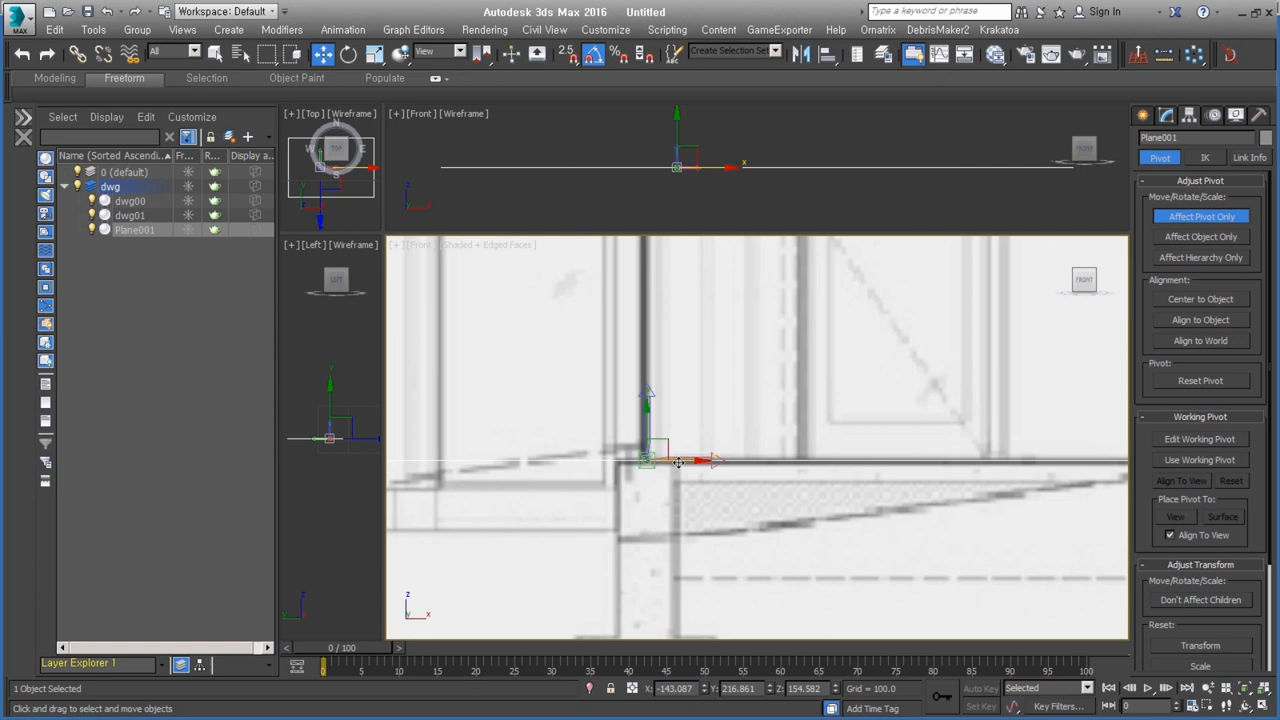 Workspace: Default
Autodesk 3ds Max 2016 Untitled
Type a keyword or phrase
Sign In
MAX
Edit Tools Group Views Create Modifiers Animation Graph Editors Rendering Civil View Customize Scripting Content GameExporter Help Ornatrix DebrisMaker2 Krakatoa
All
View
2.5
Create Selection Set
Modeling Freeform Selection Object Paint Populate
Select Display Customize
Name (Sorted Ascending) Fr... R... Display a
0 (default)
dwg
dwg00
dwg01
Plane001
Layer Explorer 1
[+] [Top] [Wireframe]
N
W TOP E
S
[+] [Front] [Wireframe]
FRONT
x
z
x
[+] [Left] [Wireframe]
LEFT
z
[+] [Front] [Shaded + Edged Faces]
FRONT
z
x
Plane001
Pivot IK Link Info
- Adjust Pivot
Move/Rotate/Scale:
Affect Pivot Only
Affect Object Only
Affect Hierarchy Only
Alignment:
Center to Object
Align to Object
Align to World
Pivot:
Reset Pivot
- Working Pivot
Edit Working Pivot
Use Working Pivot
Align To View Reset
Place Pivot To:
View Surface
Align To View
- Adjust Transform
Move/Rotate/Scale:
Don't Affect Children
Reset:
Transform
Scale
0 / 100
0 5 10 15 20 25 30 35 40 45 50 55 60 65 70 75 80 85 90 95 100
1 Object Selected
X: -143.087 Y: 216.861 Z: 154.582 Grid = 100.0
Auto Key Selected
Click and drag to select and move objects
Add Time Tag
Set Key Key Filters...
0